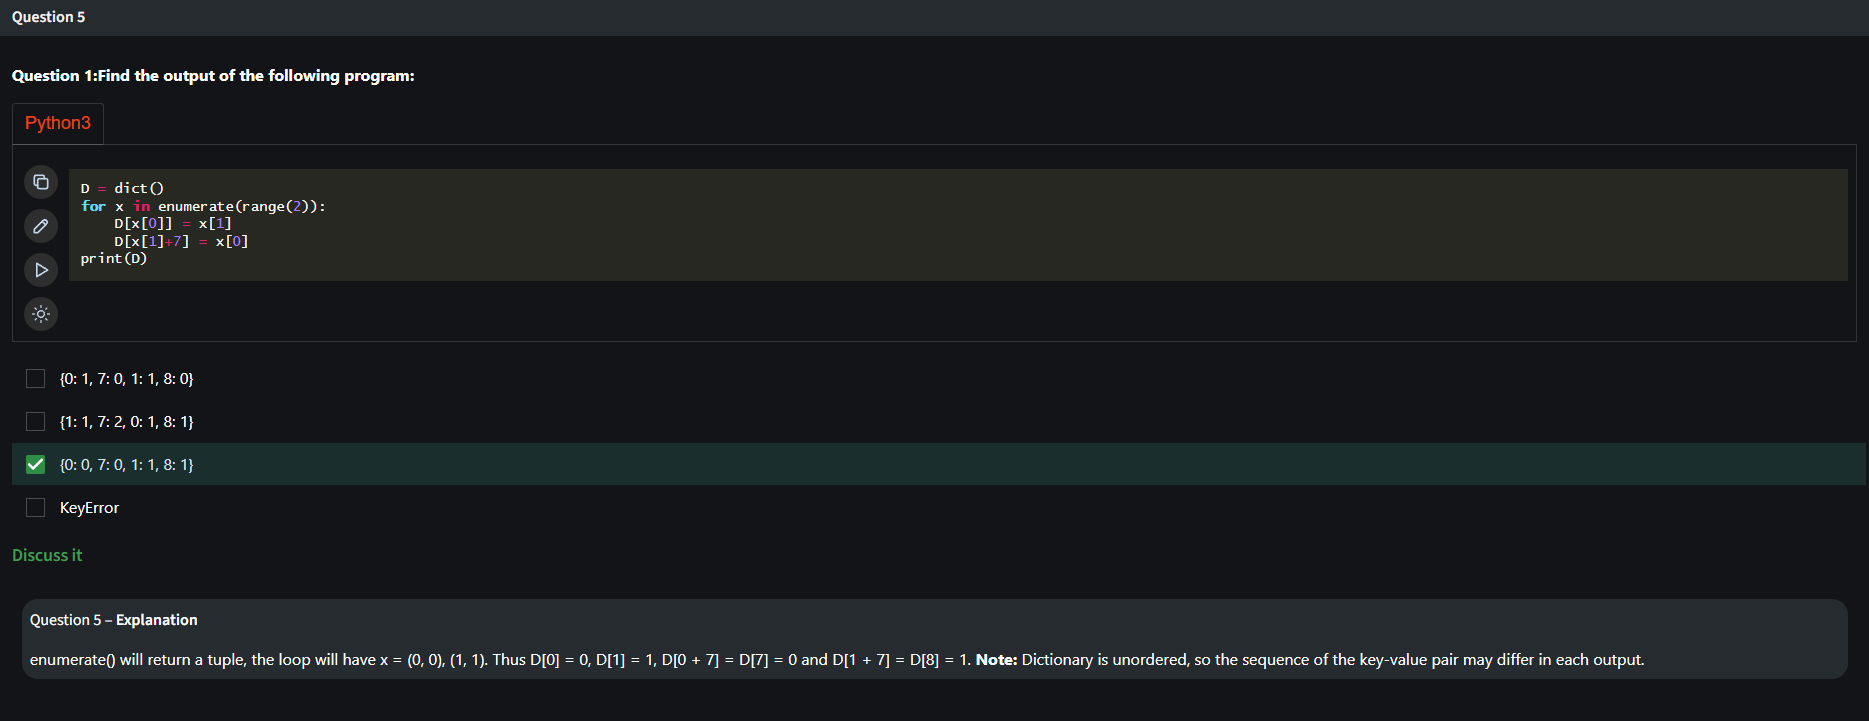 Question 5
Question 1:Find the output of the following program:
Python3
D = dict()
for x in enumerate(range(2)):
    D[x[0]] = x[1]
    D[x[1]+7] = x[0]
print(D)
{0: 1, 7: 0, 1: 1, 8: 0}
{1: 1, 7: 2, 0: 1, 8: 1}
{0: 0, 7: 0, 1: 1, 8: 1}
KeyError
Discuss it
Question 5 – Explanation
enumerate() will return a tuple, the loop will have x = (0, 0), (1, 1). Thus D[0] = 0, D[1] = 1, D[0 + 7] = D[7] = 0 and D[1 + 7] = D[8] = 1. Note: Dictionary is unordered, so the sequence of the key-value pair may differ in each output.